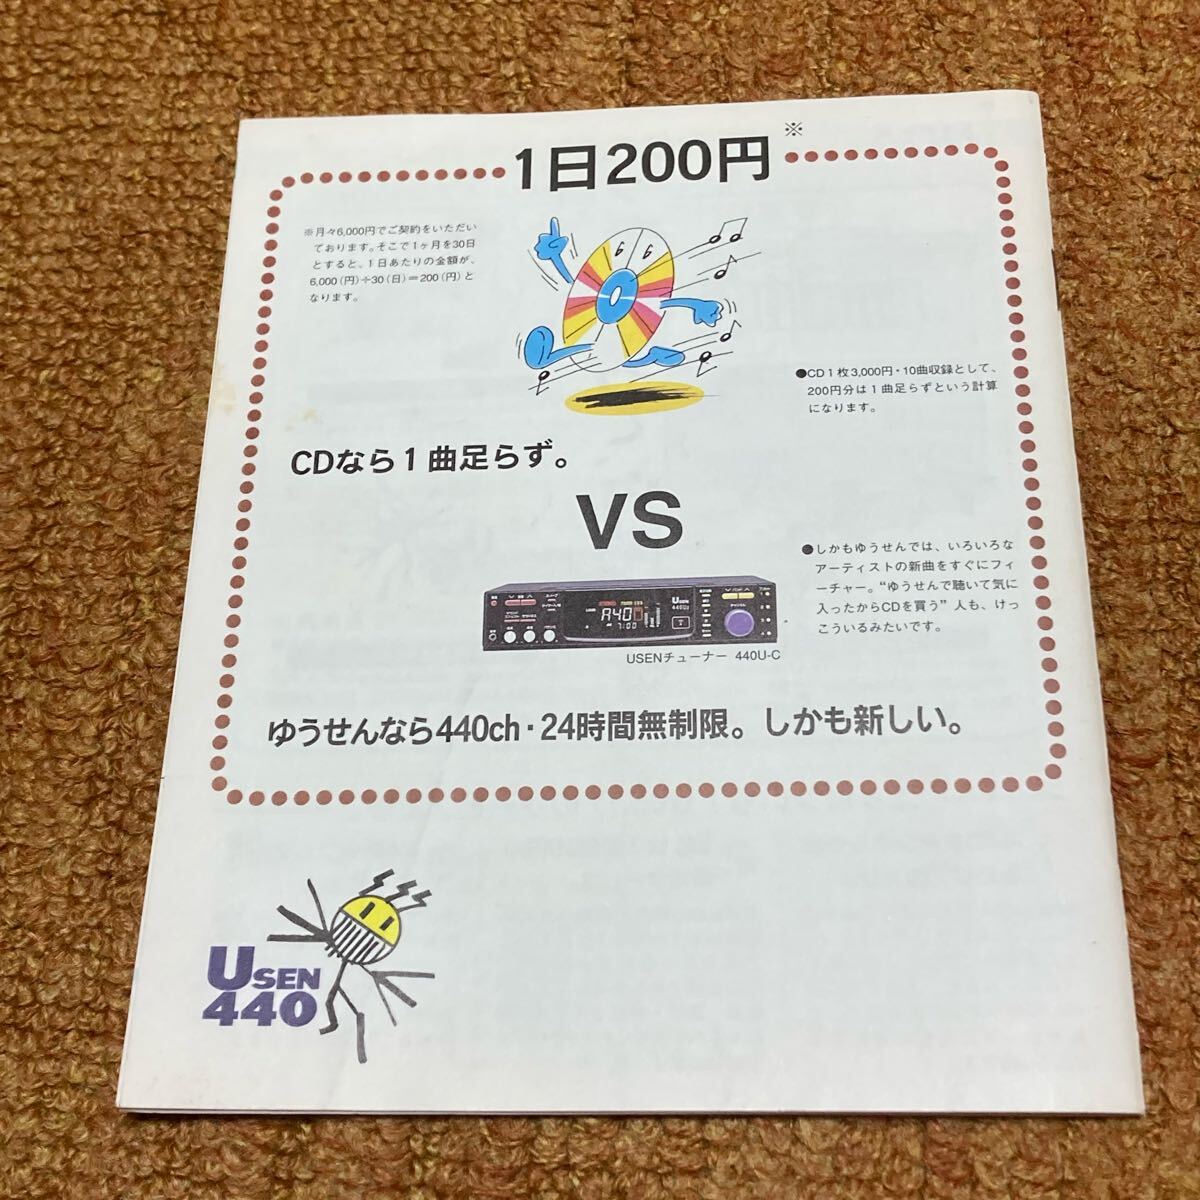 1日200円※
※月々6,000円でご契約をいただい
ております。そこで1ヶ月を30日
とすると、1日あたりの金額が、
6,000(円)÷30(日)=200(円)と
なります。
●CD1枚3,000円・10曲収録として、
200円分は1曲足らずという計算
になります。
CDなら1曲足らず。
VS
●しかもゆうせんでは、いろいろな
アーティストの新曲をすぐにフィ
ーチャー。“ゆうせんで聴いて気に
入ったからCDを買う”人も、けっ
こういるみたいです。
USEN
440U2
A40
7:00
USENチューナー 440U-C
ゆうせんなら440ch・24時間無制限。しかも新しい。
USEN
440